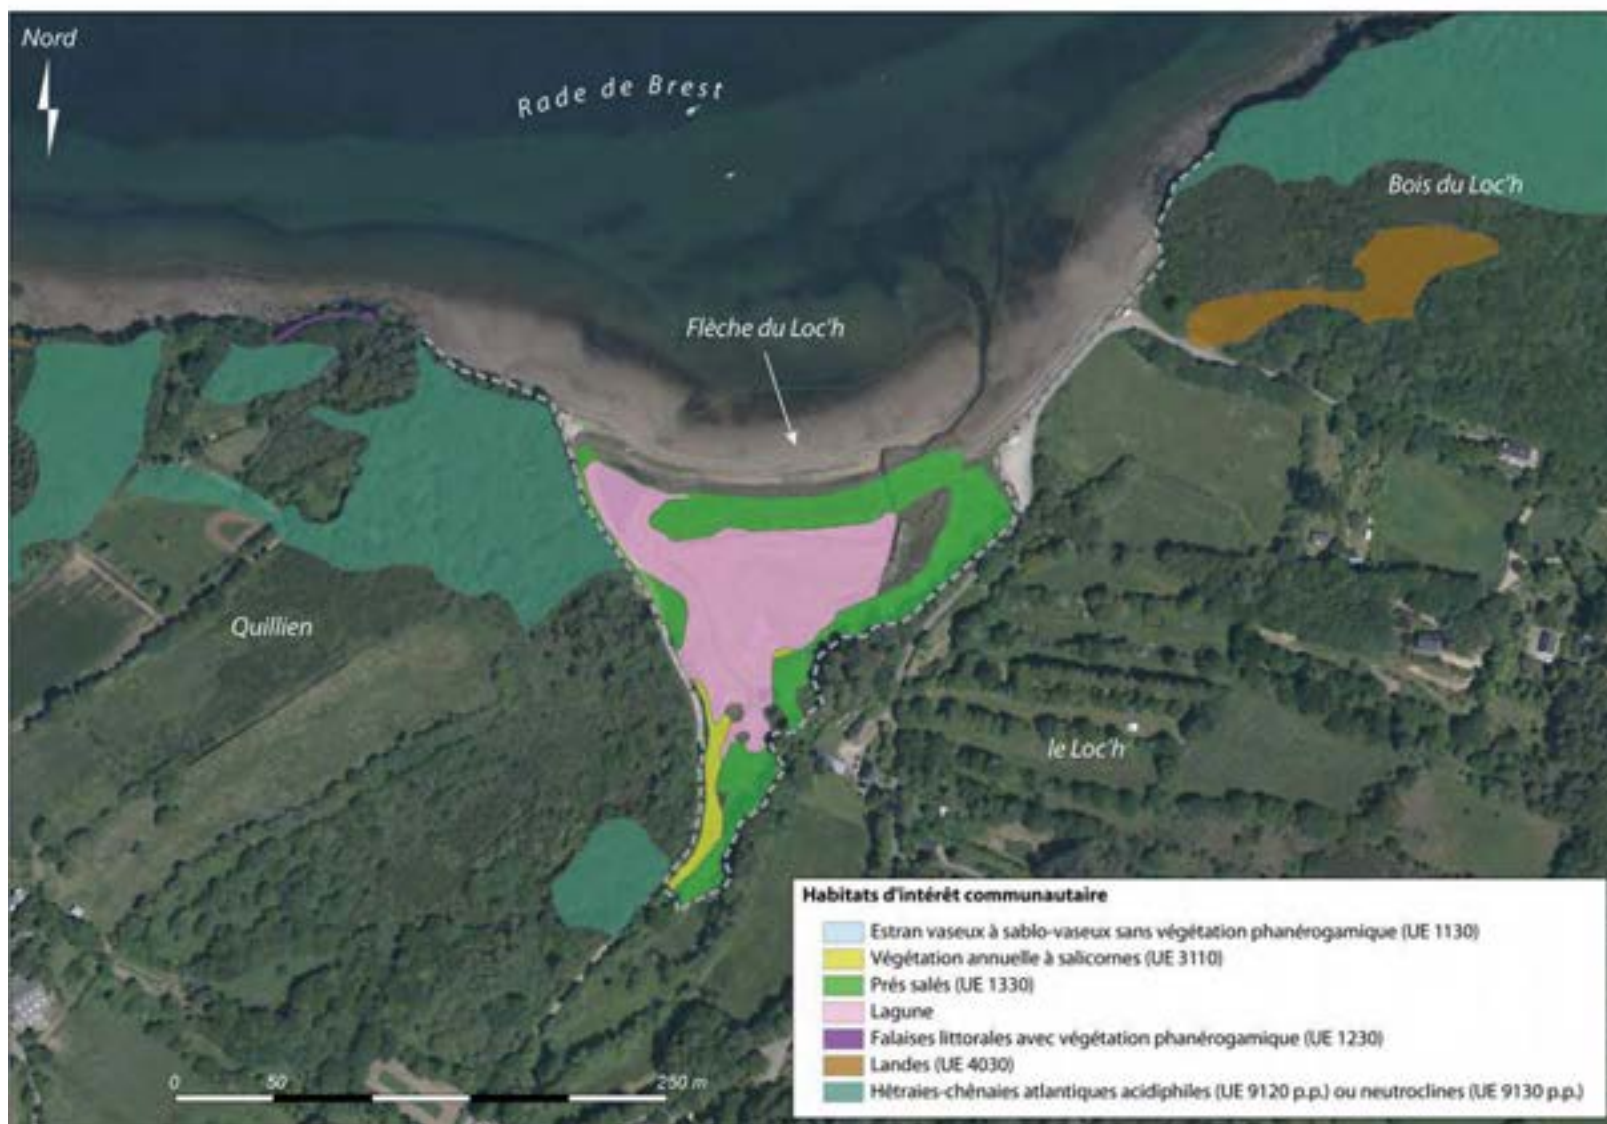 Nord
Rade de Brest
Bois du Loc'h
Flèche du Loc'h
Quillien
le Loc'h
Habitats d'intérêt communautaire
Estran vaseux à sablo-vaseux sans végétation phanérogamique (UE 1130)
Végétation annuelle à salicornes (UE 3110)
Prés salés (UE 1330)
Lagune
Falaises littorales avec végétation phanérogamique (UE 1230)
Landes (UE 4030)
Hêtraies-chênaies atlantiques acidiphiles (UE 9120 p.p.) ou neutroclines (UE 9130 p.p.)
0 50 250 m